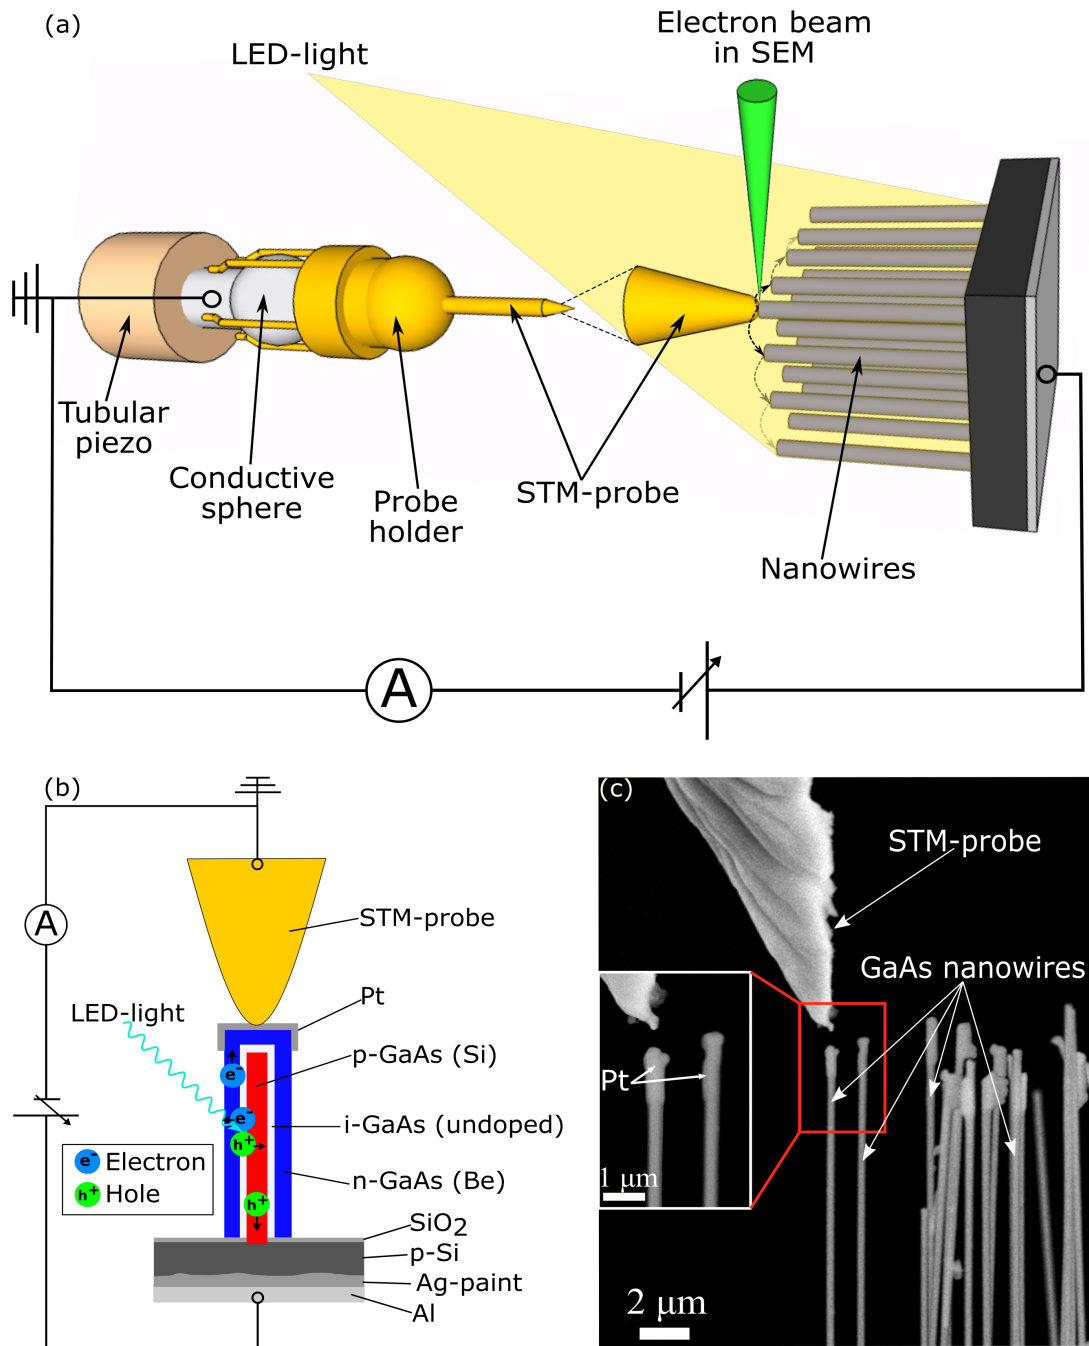 (a)
LED-light
Electron beam
in SEM
Tubular
piezo
Conductive
sphere
Probe
holder
STM-probe
Nanowires
A
(b)
A
STM-probe
Pt
LED-light
p-GaAs (Si)
e⁻
e⁻
i-GaAs (undoped)
h⁺
e⁻ Electron
n-GaAs (Be)
h⁺ Hole
h⁺
SiO₂
p-Si
Ag-paint
Al
(c)
STM-probe
GaAs nanowires
Pt
1 µm
2 µm